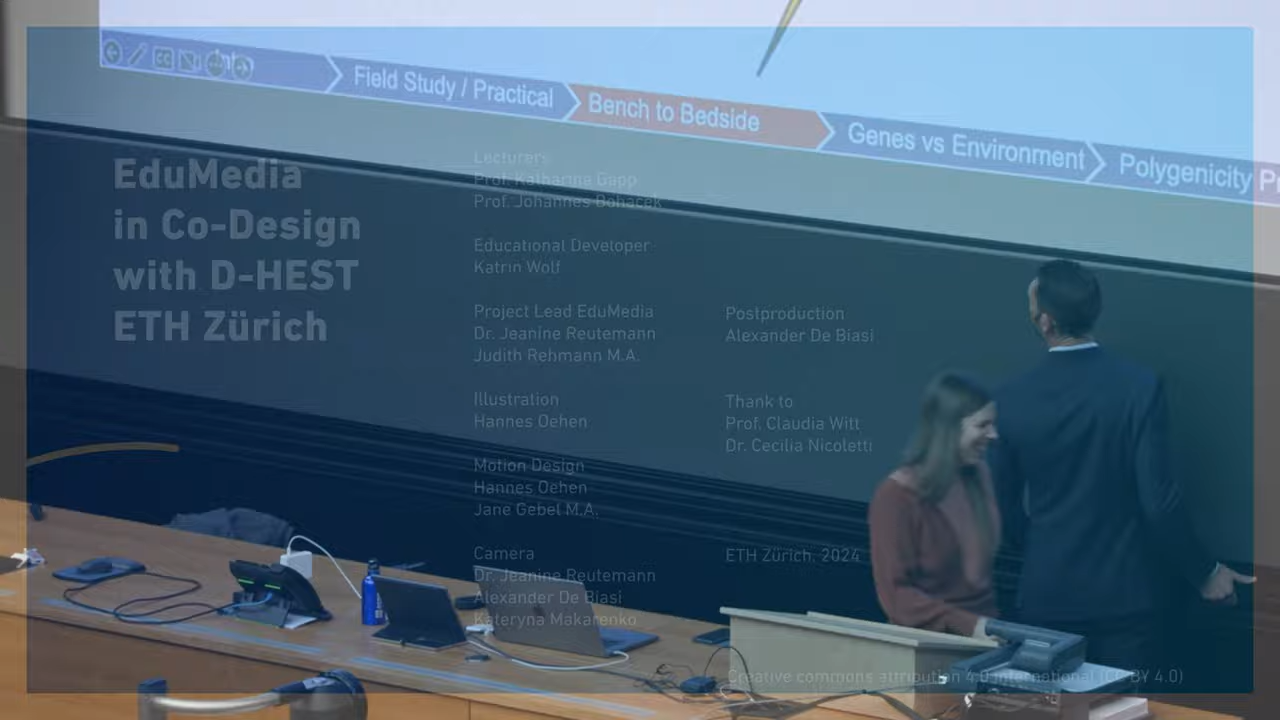 Intro
Field Study / Practical
Bench to Bedside
Genes vs Environment
Polygenicity
EduMedia
in Co-Design
with D-HEST
ETH Zürich
Lecturers
Prof. Katharina Gapp
Prof. Johannes Bohacek
Educational Developer
Katrin Wolf
Project Lead EduMedia
Dr. Jeanine Reutemann
Judith Rehmann M.A.
Illustration
Hannes Oehen
Motion Design
Hannes Oehen
Jane Gebel M.A.
Camera
Dr. Jeanine Reutemann
Alexander De Biasi
Kateryna Makarenko
Postproduction
Alexander De Biasi
Thank to
Prof. Claudia Witt
Dr. Cecilia Nicoletti
ETH Zürich, 2024
Creative commons attribution 4.0 international (CC BY 4.0)